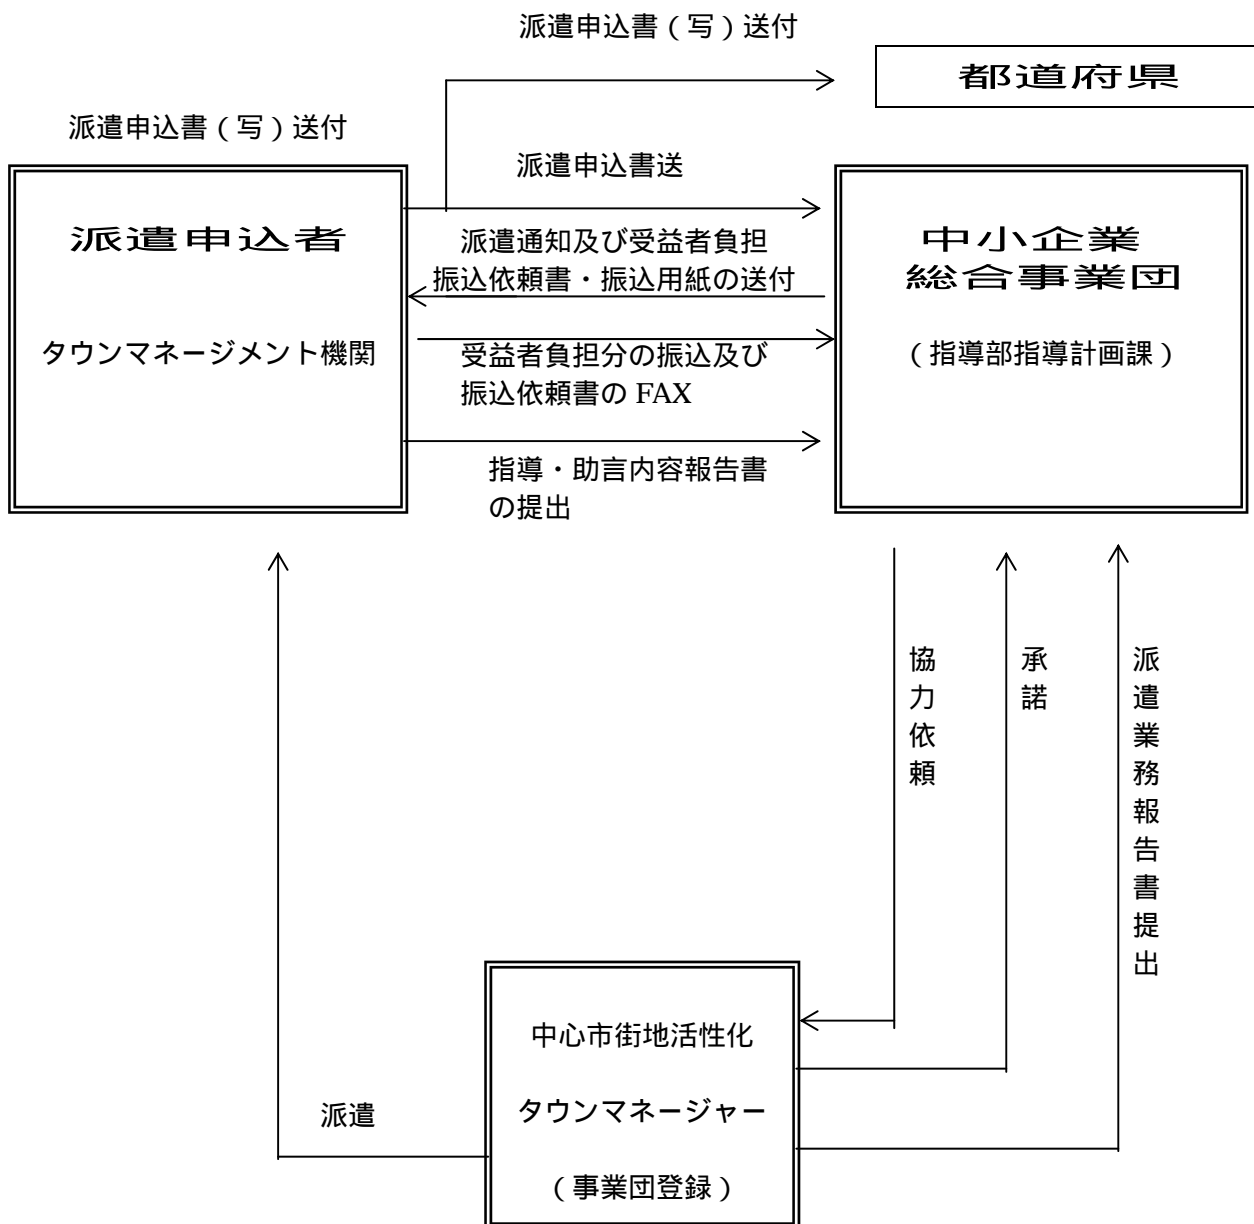 派遣申込書（写）送付
都道府県
派遣申込書（写）送付
派遣申込書送
派遣申込者
タウンマネージメント機関
派遣通知及び受益者負担
振込依頼書・振込用紙の送付
受益者負担分の振込及び
振込依頼書の FAX
指導・助言内容報告書
の提出
中小企業
総合事業団
（指導部指導計画課）
協力依頼
承諾
派遣業務報告書提出
派遣
中心市街地活性化
タウンマネージャー
（事業団登録）